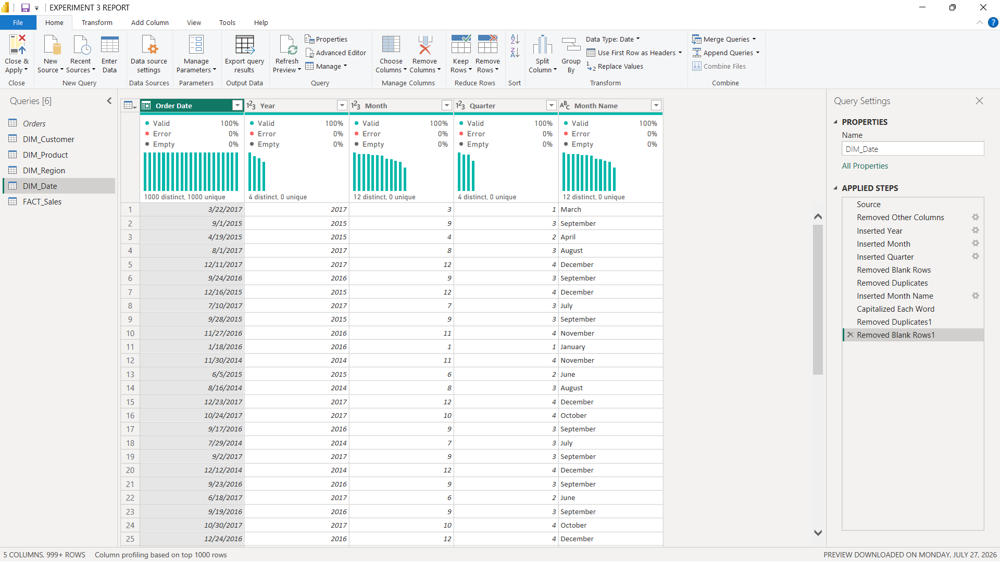 EXPERIMENT 3 REPORT
File Home Transform Add Column View Tools Help
Close & Apply
Close
New Source
Recent Sources
Enter Data
New Query
Data source settings
Data Sources
Manage Parameters
Parameters
Export query results
Output Data
Refresh Preview
Properties
Advanced Editor
Manage
Query
Choose Columns
Remove Columns
Manage Columns
Keep Rows
Remove Rows
Reduce Rows
Sort
Split Column
Group By
Data Type: Date
Use First Row as Headers
Replace Values
Transform
Merge Queries
Append Queries
Combine Files
Combine
Queries [6]
Orders
DIM_Customer
DIM_Product
DIM_Region
DIM_Date
FACT_Sales
Order Date 1²3 Year 1²3 Month 1²3 Quarter ABC Month Name
Valid 100% Valid 100% Valid 100% Valid 100% Valid 100%
Error 0% Error 0% Error 0% Error 0% Error 0%
Empty 0% Empty 0% Empty 0% Empty 0% Empty 0%
1000 distinct, 1000 unique 4 distinct, 0 unique 12 distinct, 0 unique 4 distinct, 0 unique 12 distinct, 0 unique
1 3/22/2017 2017 3 1 March
2 9/1/2015 2015 9 3 September
3 4/19/2015 2015 4 2 April
4 8/1/2017 2017 8 3 August
5 12/11/2017 2017 12 4 December
6 9/24/2016 2016 9 3 September
7 12/16/2015 2015 12 4 December
8 7/10/2017 2017 7 3 July
9 9/28/2015 2015 9 3 September
10 11/27/2016 2016 11 4 November
11 1/18/2016 2016 1 1 January
12 11/30/2014 2014 11 4 November
13 6/5/2015 2015 6 2 June
14 8/16/2014 2014 8 3 August
15 12/23/2017 2017 12 4 December
16 10/24/2017 2017 10 4 October
17 9/17/2016 2016 9 3 September
18 7/29/2014 2014 7 3 July
19 9/2/2017 2017 9 3 September
20 12/12/2014 2014 12 4 December
21 9/23/2016 2016 9 3 September
22 6/18/2017 2017 6 2 June
23 9/19/2016 2016 9 3 September
24 10/30/2017 2017 10 4 October
25 12/24/2016 2016 12 4 December
Query Settings
PROPERTIES
Name
DIM_Date
All Properties
APPLIED STEPS
Source
Removed Other Columns
Inserted Year
Inserted Month
Inserted Quarter
Removed Blank Rows
Removed Duplicates
Inserted Month Name
Capitalized Each Word
Removed Duplicates1
Removed Blank Rows1
5 COLUMNS, 999+ ROWS Column profiling based on top 1000 rows
PREVIEW DOWNLOADED ON MONDAY, JULY 27, 2026